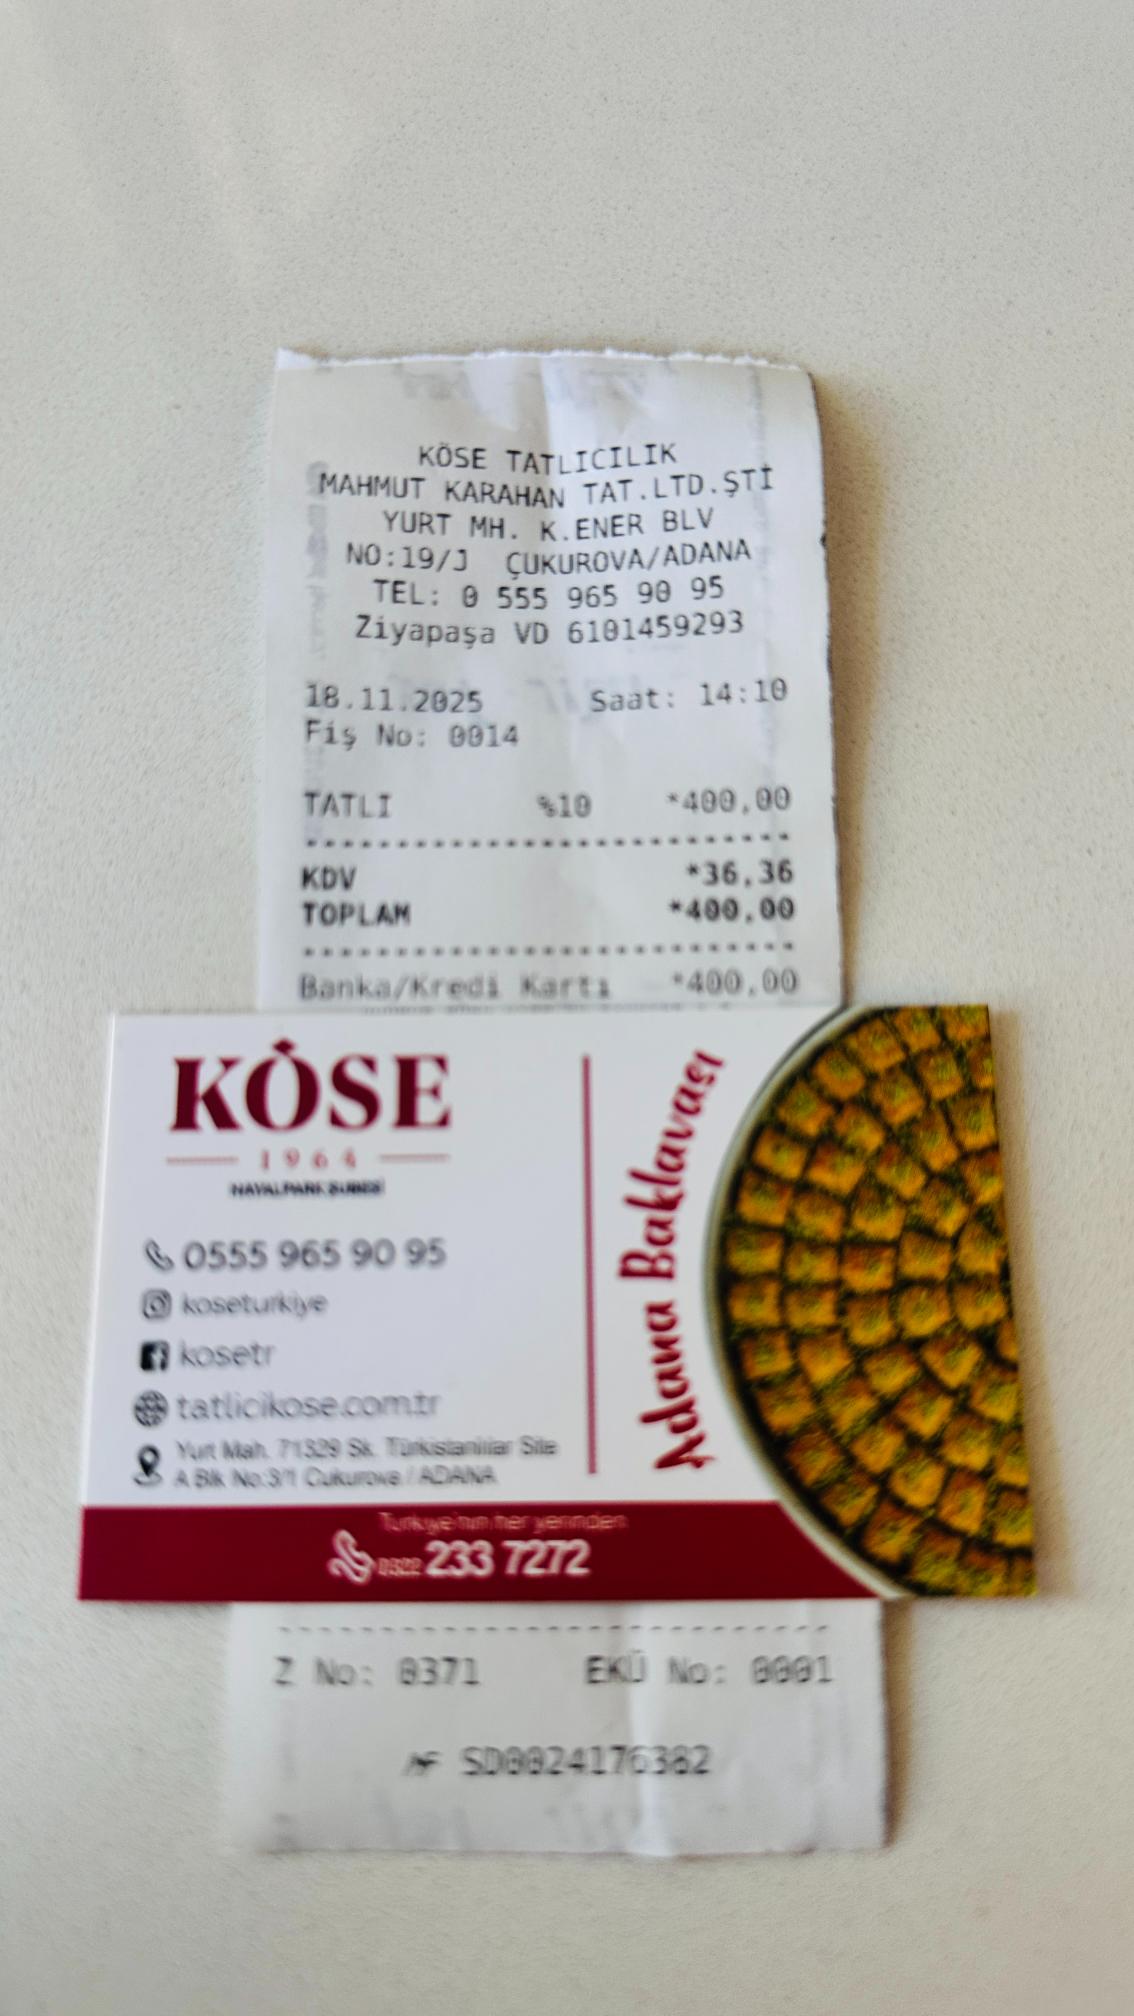 KÖSE TATLICILIK
MAHMUT KARAHAN TAT.LTD.ŞTİ
YURT MH. K.ENER BLV
NO:19/J ÇUKUROVA/ADANA
TEL: 0 555 965 90 95
Ziyapaşa VD 6101459293
18.11.2025 Saat: 14:10
Fiş No: 0014
TATLI %10 *400,00
KDV *36,36
TOPLAM *400,00
Banka/Kredi Kartı *400,00
KÖSE
1964
ŞUBESİ
0555 965 90 95
koseturkiye
kosetr
tatlicikose.com.tr
Yurt Mah. 71329 Sk. Türkistanlılar Site
A Blk No:3/1 Çukurova / ADANA
Adana Baklavası
Türkiye'nin her yerinden
0322 233 7272
Z No: 0371 EKÜ No: 0001
MF SD0024176382